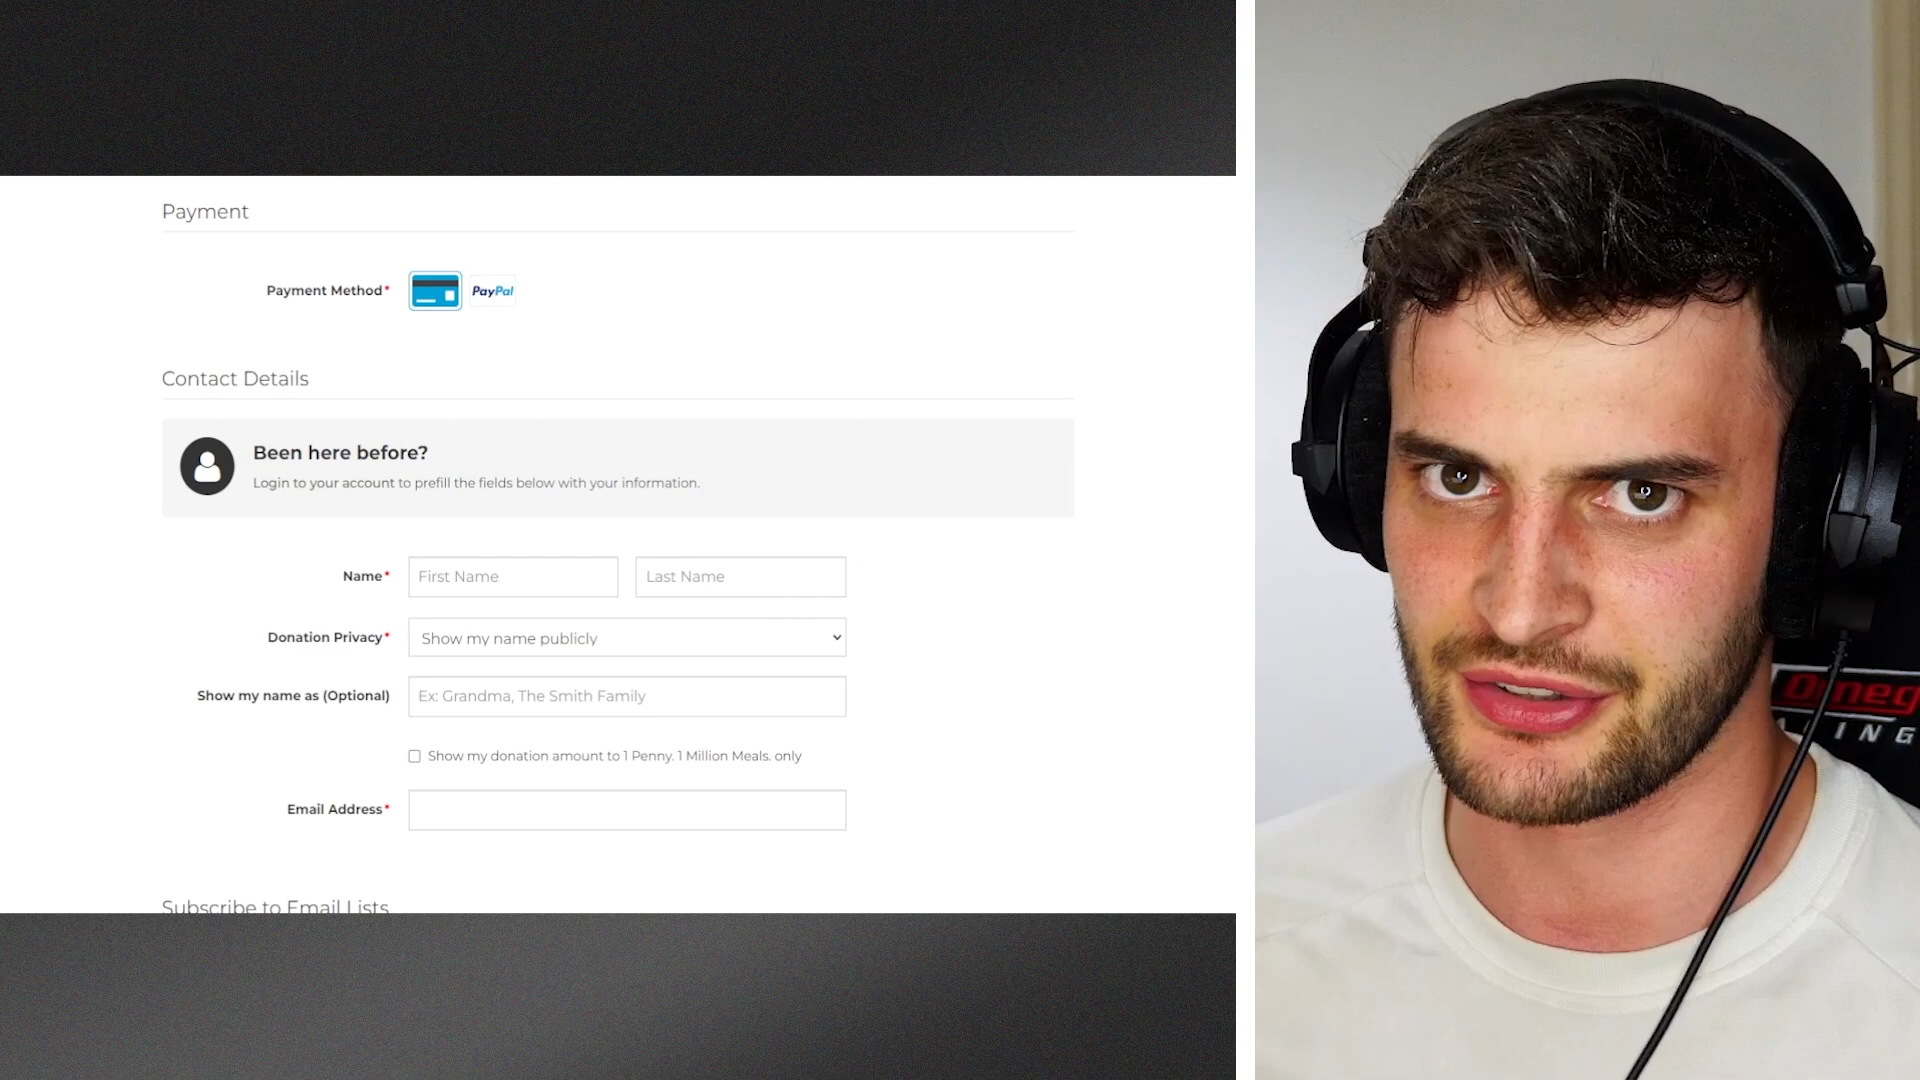 Payment
Payment Method*
PayPal
Contact Details
Been here before?
Login to your account to prefill the fields below with your information.
Name*
First Name
Last Name
Donation Privacy*
Show my name publicly
Show my name as (Optional)
Ex: Grandma, The Smith Family
Show my donation amount to 1 Penny. 1 Million Meals. only
Email Address*
Subscribe to Email Lists
Omeg
ING